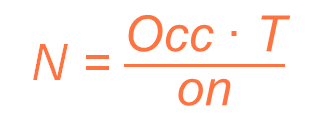 N = Occ · T
on